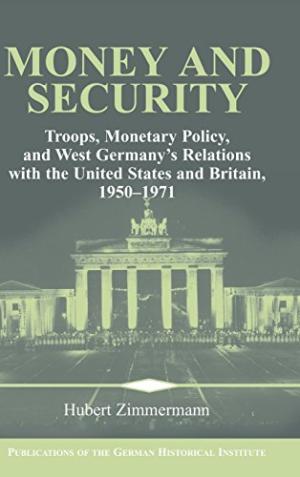 MONEY AND
SECURITY
Troops, Monetary Policy,
and West Germany's Relations
with the United States and Britain,
1950–1971
Hubert Zimmermann
PUBLICATIONS OF THE GERMAN HISTORICAL INSTITUTE